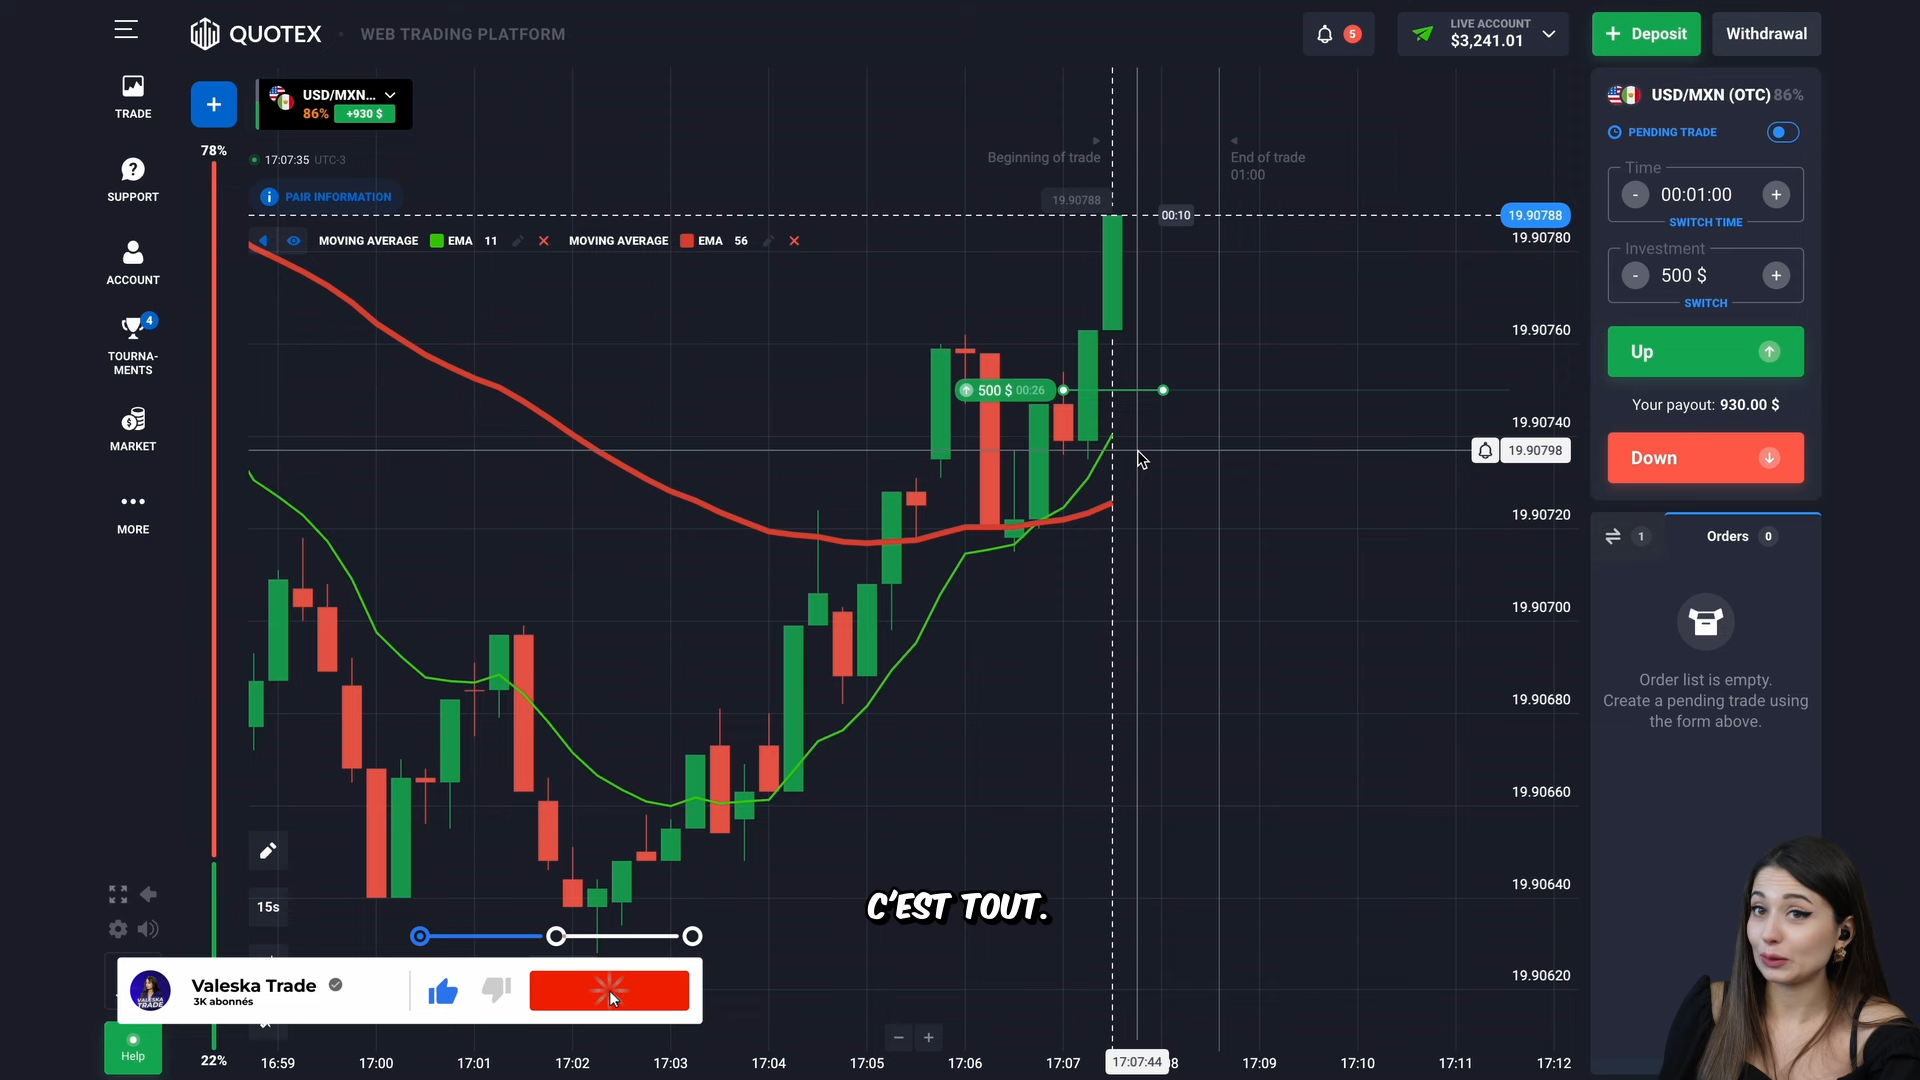 QUOTEX
WEB TRADING PLATFORM
5
LIVE ACCOUNT
$3,241.01
+ Deposit
Withdrawal
TRADE
SUPPORT
ACCOUNT
4
TOURNA-
MENTS
MARKET
MORE
Help
+
USD/MXN...
86%
+930 $
78%
22%
17:07:35 UTC-3
PAIR INFORMATION
MOVING AVERAGE EMA 11
MOVING AVERAGE EMA 56
Beginning of trade
End of trade
01:00
19.90788
00:10
19.90788
19.90780
19.90760
19.90740
19.90798
19.90720
19.90700
19.90680
19.90660
19.90640
19.90620
500 $ 00:26
15s
C'EST TOUT.
Valeska Trade
3K abonnés
VALESKA
TRADE
− +
16:59
17:00
17:01
17:02
17:03
17:04
17:05
17:06
17:07
17:07:44
8
17:09
17:10
17:11
17:12
USD/MXN (OTC) 86%
PENDING TRADE
Time
- 00:01:00 +
SWITCH TIME
Investment
- 500 $ +
SWITCH
Up
Your payout: 930.00 $
Down
1
Orders 0
Order list is empty.
Create a pending trade using
the form above.